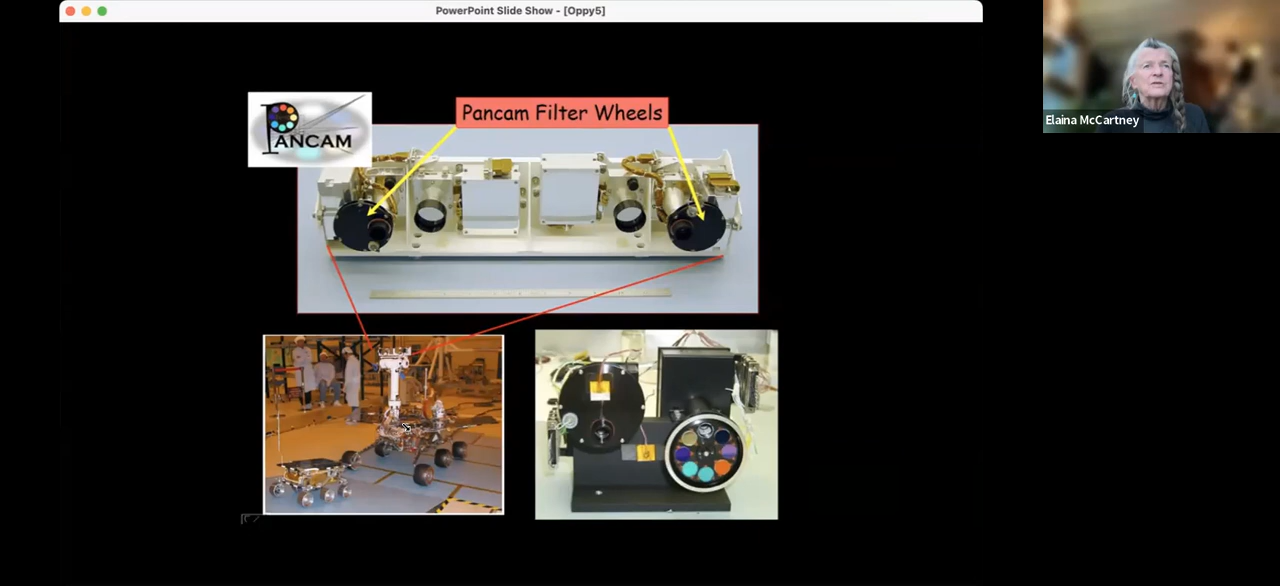 PowerPoint Slide Show - [Oppy5]
PANCAM
Pancam Filter Wheels
Elaina McCartney